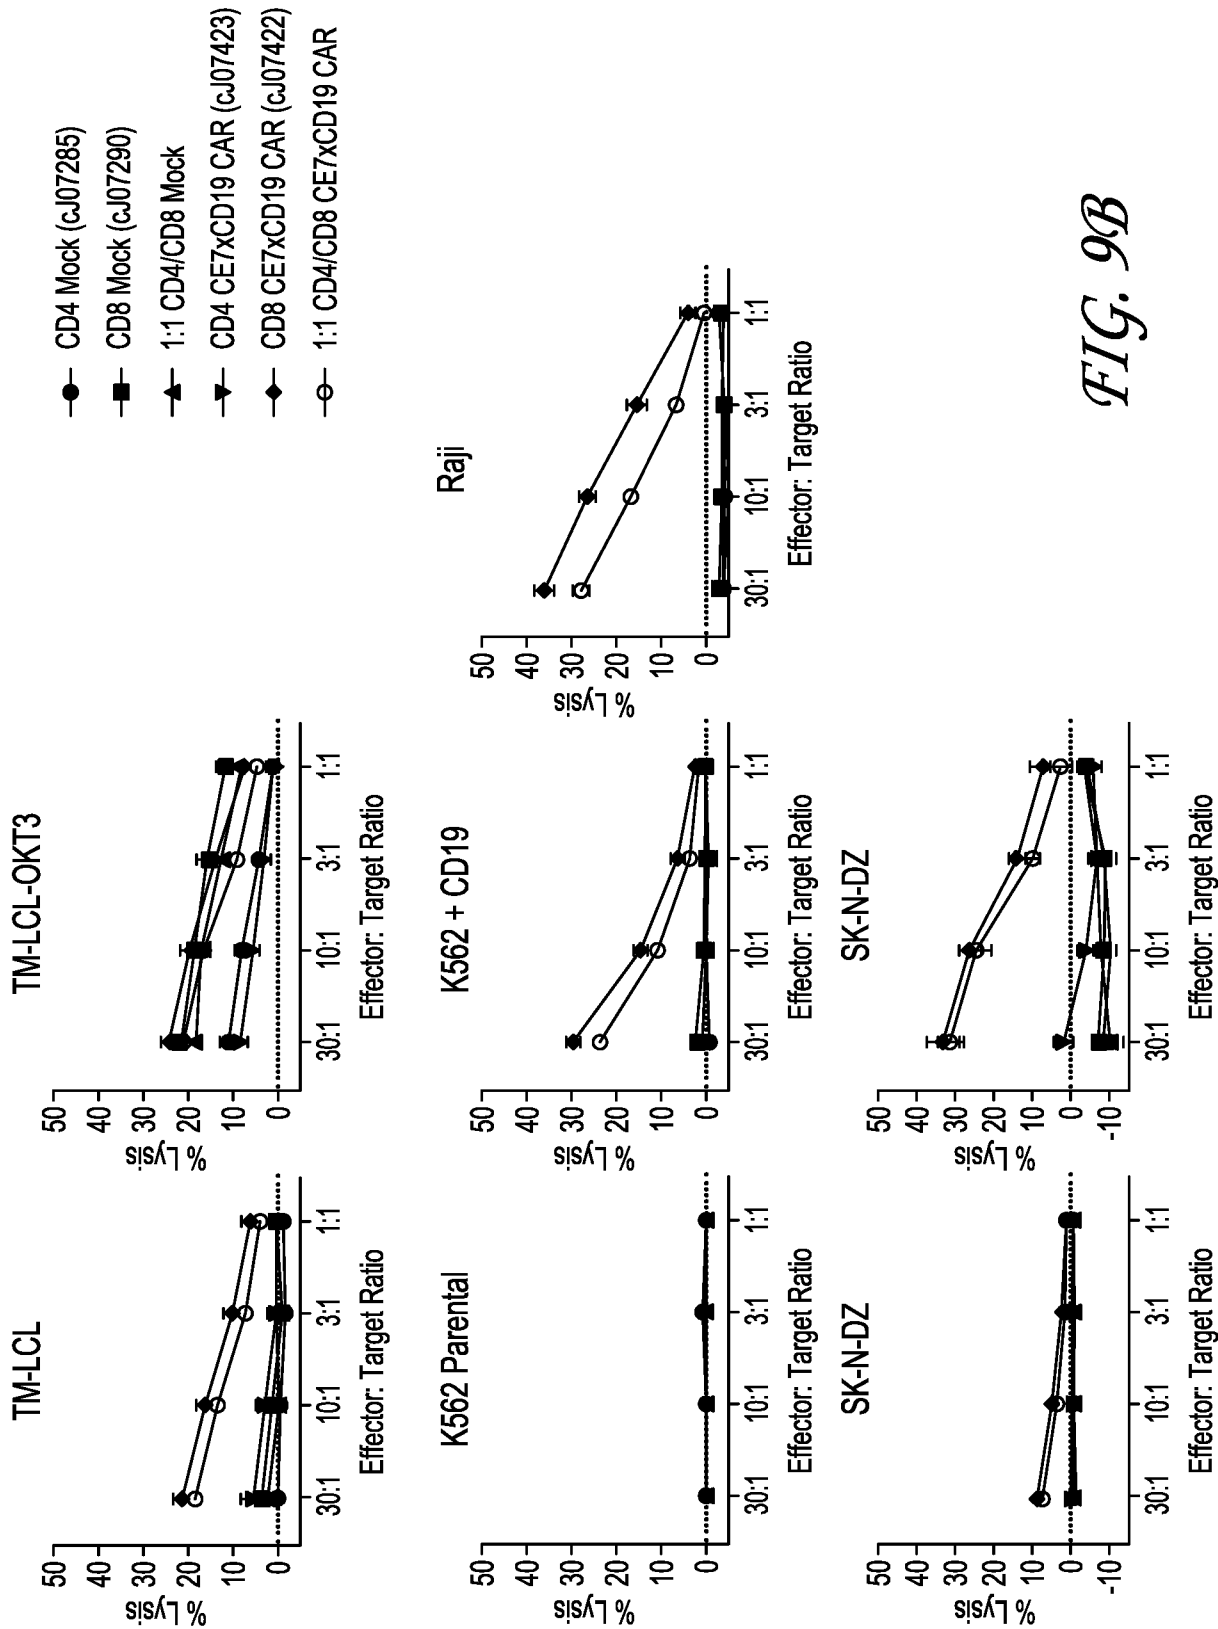 TM-LCL
50
40
30
20
10
0
% Lysis
30:1 10:1 3:1 1:1
Effector: Target Ratio
TM-LCL-OKT3
50
40
30
20
10
0
% Lysis
30:1 10:1 3:1 1:1
Effector: Target Ratio
CD4 Mock (cJ07285)
CD8 Mock (cJ07290)
1:1 CD4/CD8 Mock
CD4 CE7xCD19 CAR (cJ07423)
CD8 CE7xCD19 CAR (cJ07422)
1:1 CD4/CD8 CE7xCD19 CAR
K562 Parental
50
40
30
20
10
0
% Lysis
30:1 10:1 3:1 1:1
Effector: Target Ratio
K562 + CD19
50
40
30
20
10
0
% Lysis
30:1 10:1 3:1 1:1
Effector: Target Ratio
Raji
50
40
30
20
10
0
% Lysis
30:1 10:1 3:1 1:1
Effector: Target Ratio
SK-N-DZ
50
40
30
20
10
0
-10
% Lysis
30:1 10:1 3:1 1:1
Effector: Target Ratio
SK-N-DZ
50
40
30
20
10
0
-10
% Lysis
30:1 10:1 3:1 1:1
Effector: Target Ratio
FIG. 9B